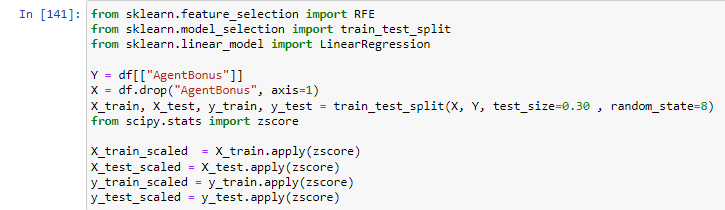 In [141]: from sklearn.feature_selection import RFE
from sklearn.model_selection import train_test_split
from sklearn.linear_model import LinearRegression
Y = df[["AgentBonus"]]
X = df.drop("AgentBonus", axis=1)
X_train, X_test, y_train, y_test = train_test_split(X, Y, test_size=0.30 , random_state=8)
from scipy.stats import zscore
X_train_scaled  = X_train.apply(zscore)
X_test_scaled = X_test.apply(zscore)
y_train_scaled = y_train.apply(zscore)
y_test_scaled = y_test.apply(zscore)